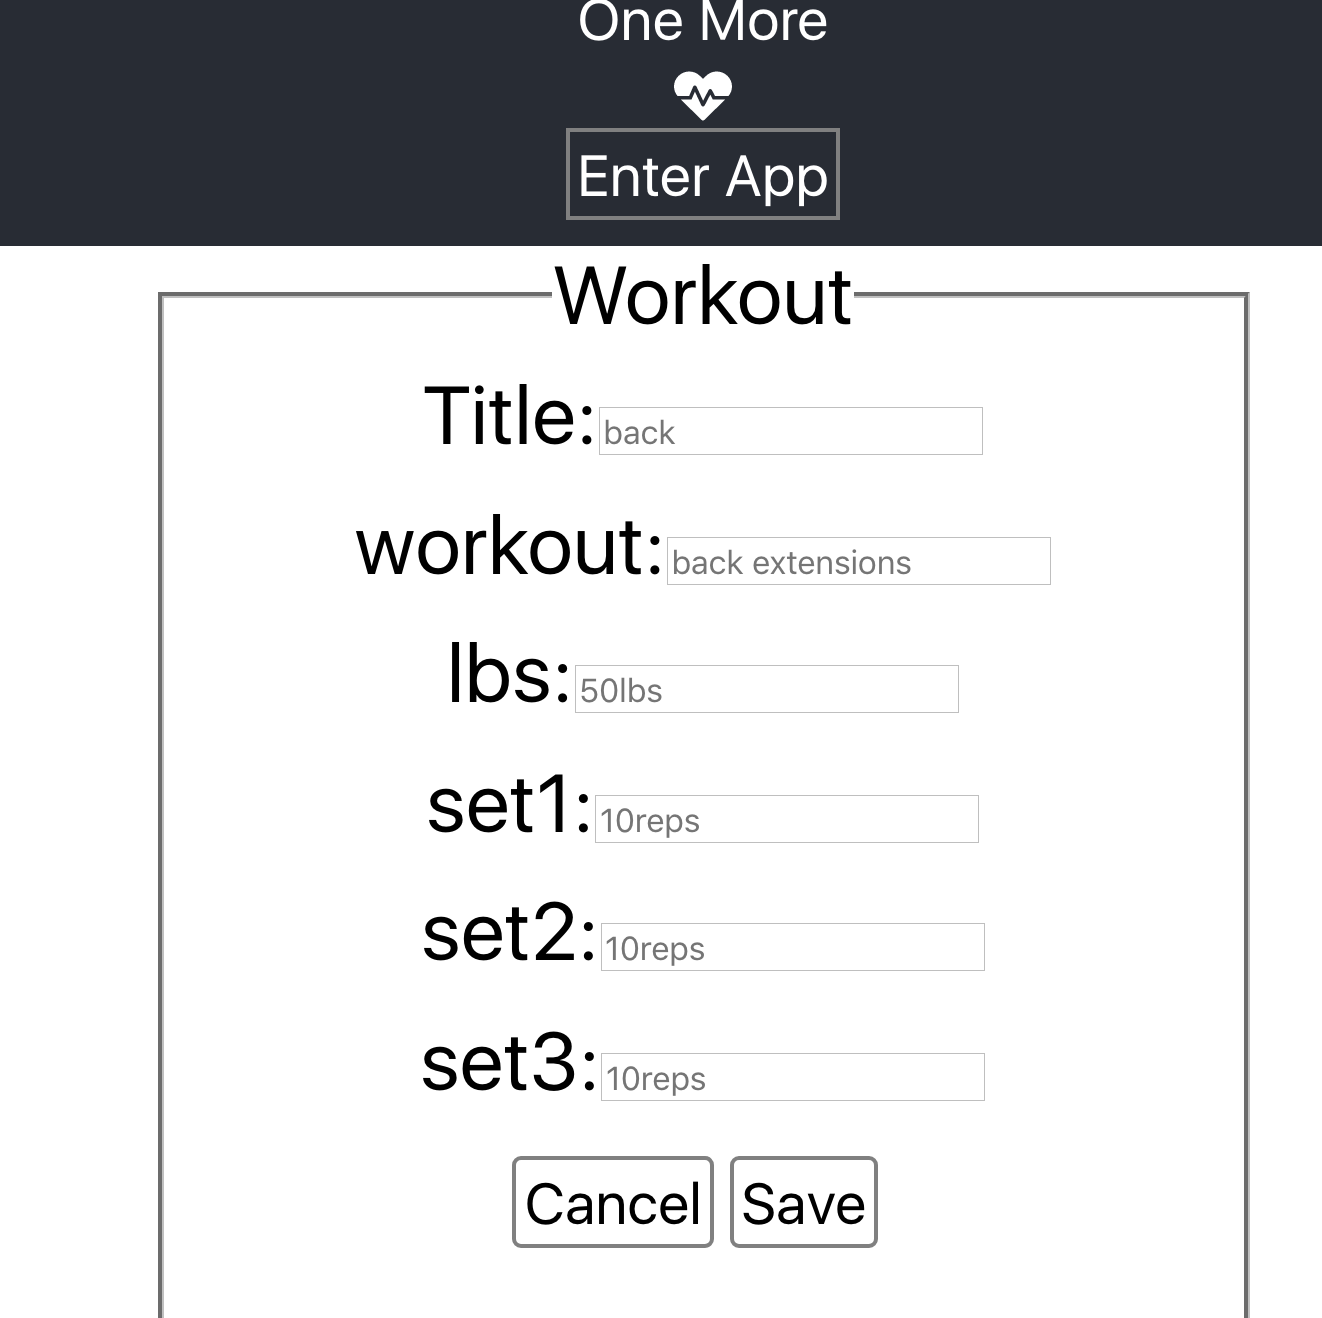 One More
Enter App
Workout
Title: back
workout: back extensions
lbs: 50lbs
set1: 10reps
set2: 10reps
set3: 10reps
Cancel Save